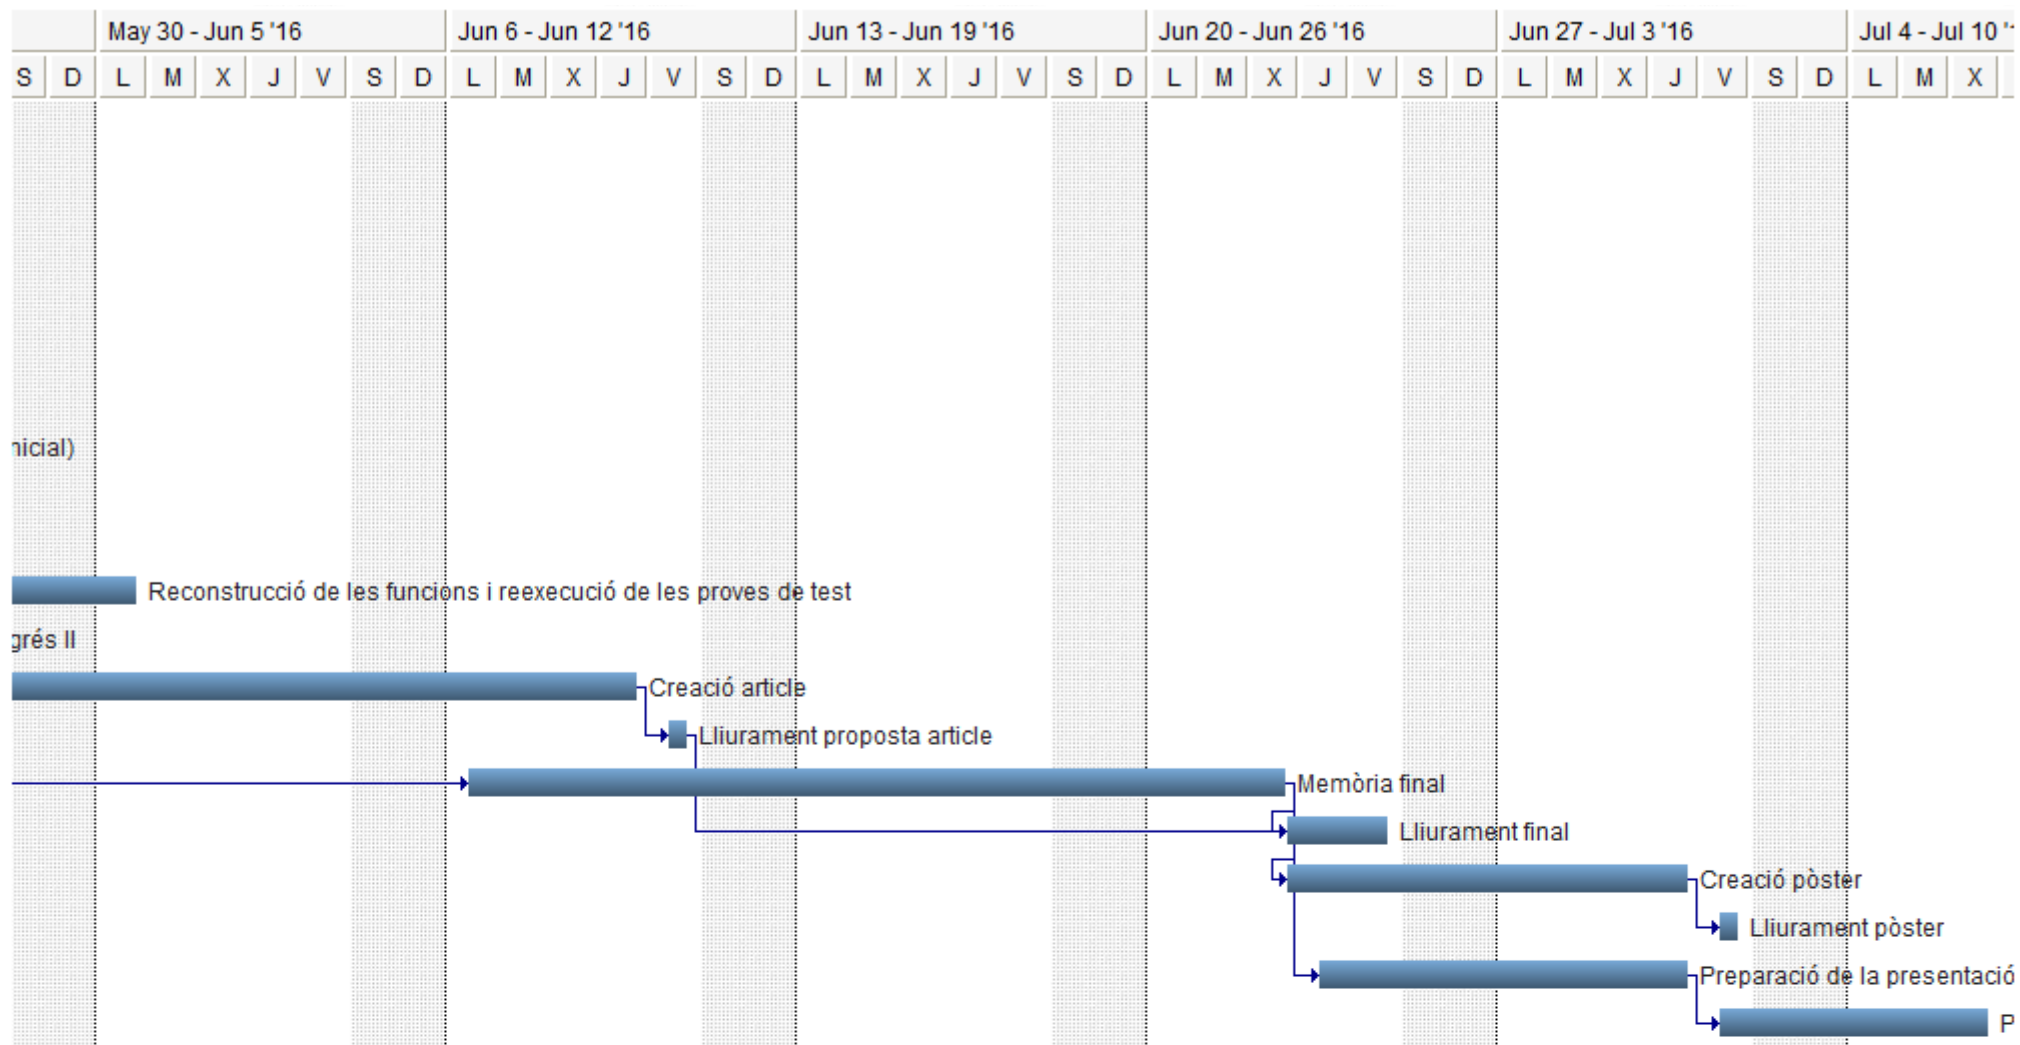 May 30 - Jun 5 '16 Jun 6 - Jun 12 '16 Jun 13 - Jun 19 '16 Jun 20 - Jun 26 '16 Jun 27 - Jul 3 '16 Jul 4 - Jul 10 '
S D L M X J V S D L M X J V S D L M X J V S D L M X J V S D L M X J V S D L M X
nicial)
Reconstrucció de les funcions i reexecució de les proves de test
grés II
Creació article
Lliurament proposta article
Memòria final
Lliurament final
Creació pòster
Lliurament pòster
Preparació de la presentació
P